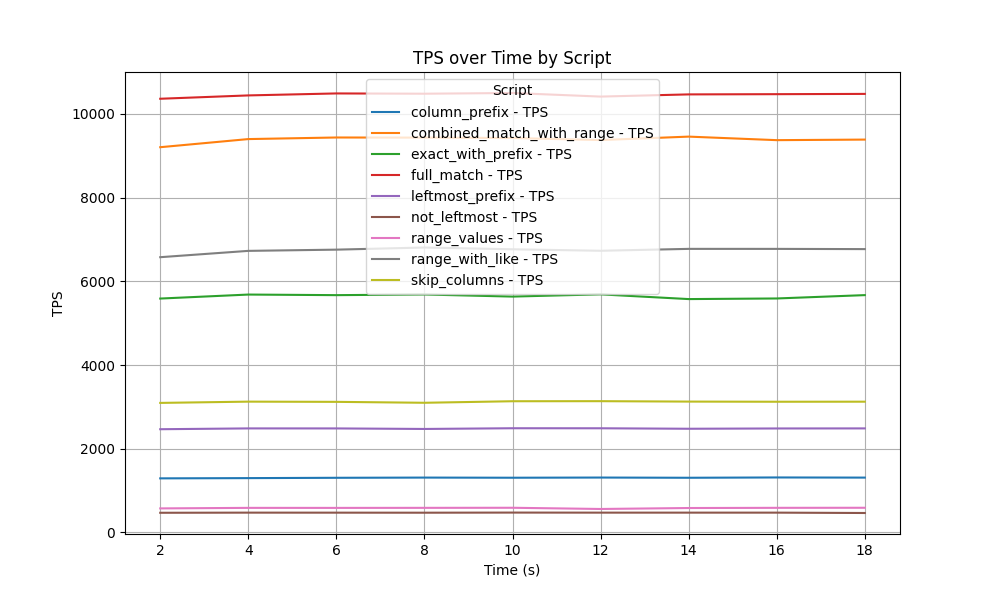 TPS over Time by Script
Script
column_prefix - TPS
combined_match_with_range - TPS
exact_with_prefix - TPS
full_match - TPS
leftmost_prefix - TPS
not_leftmost - TPS
range_values - TPS
range_with_like - TPS
skip_columns - TPS
10000
8000
6000
4000
2000
0
TPS
2 4 6 8 10 12 14 16 18
Time (s)